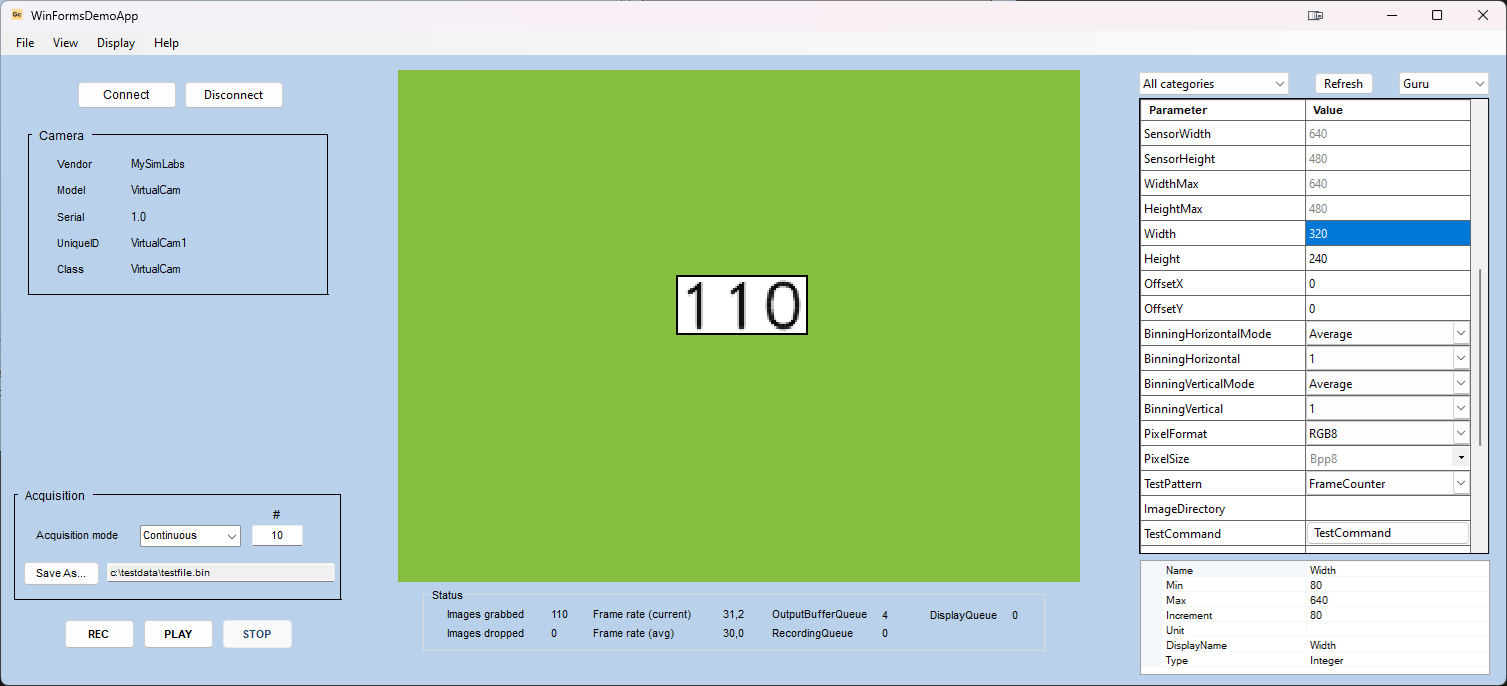 Gc WinFormsDemoApp
File View Display Help
Connect Disconnect
Camera
Vendor MySimLabs
Model VirtualCam
Serial 1.0
UniqueID VirtualCam1
Class VirtualCam
Acquisition
#
Acquisition mode Continuous 10
Save As... c:\testdata\testfile.bin
REC PLAY STOP
110
Status
Images grabbed 110 Frame rate (current) 31,2 OutputBufferQueue 4 DisplayQueue 0
Images dropped 0 Frame rate (avg) 30,0 RecordingQueue 0
All categories Refresh Guru
Parameter Value
SensorWidth 640
SensorHeight 480
WidthMax 640
HeightMax 480
Width 320
Height 240
OffsetX 0
OffsetY 0
BinningHorizontalMode Average
BinningHorizontal 1
BinningVerticalMode Average
BinningVertical 1
PixelFormat RGB8
PixelSize Bpp8
TestPattern FrameCounter
ImageDirectory
TestCommand TestCommand
Name Width
Min 80
Max 640
Increment 80
Unit
DisplayName Width
Type Integer